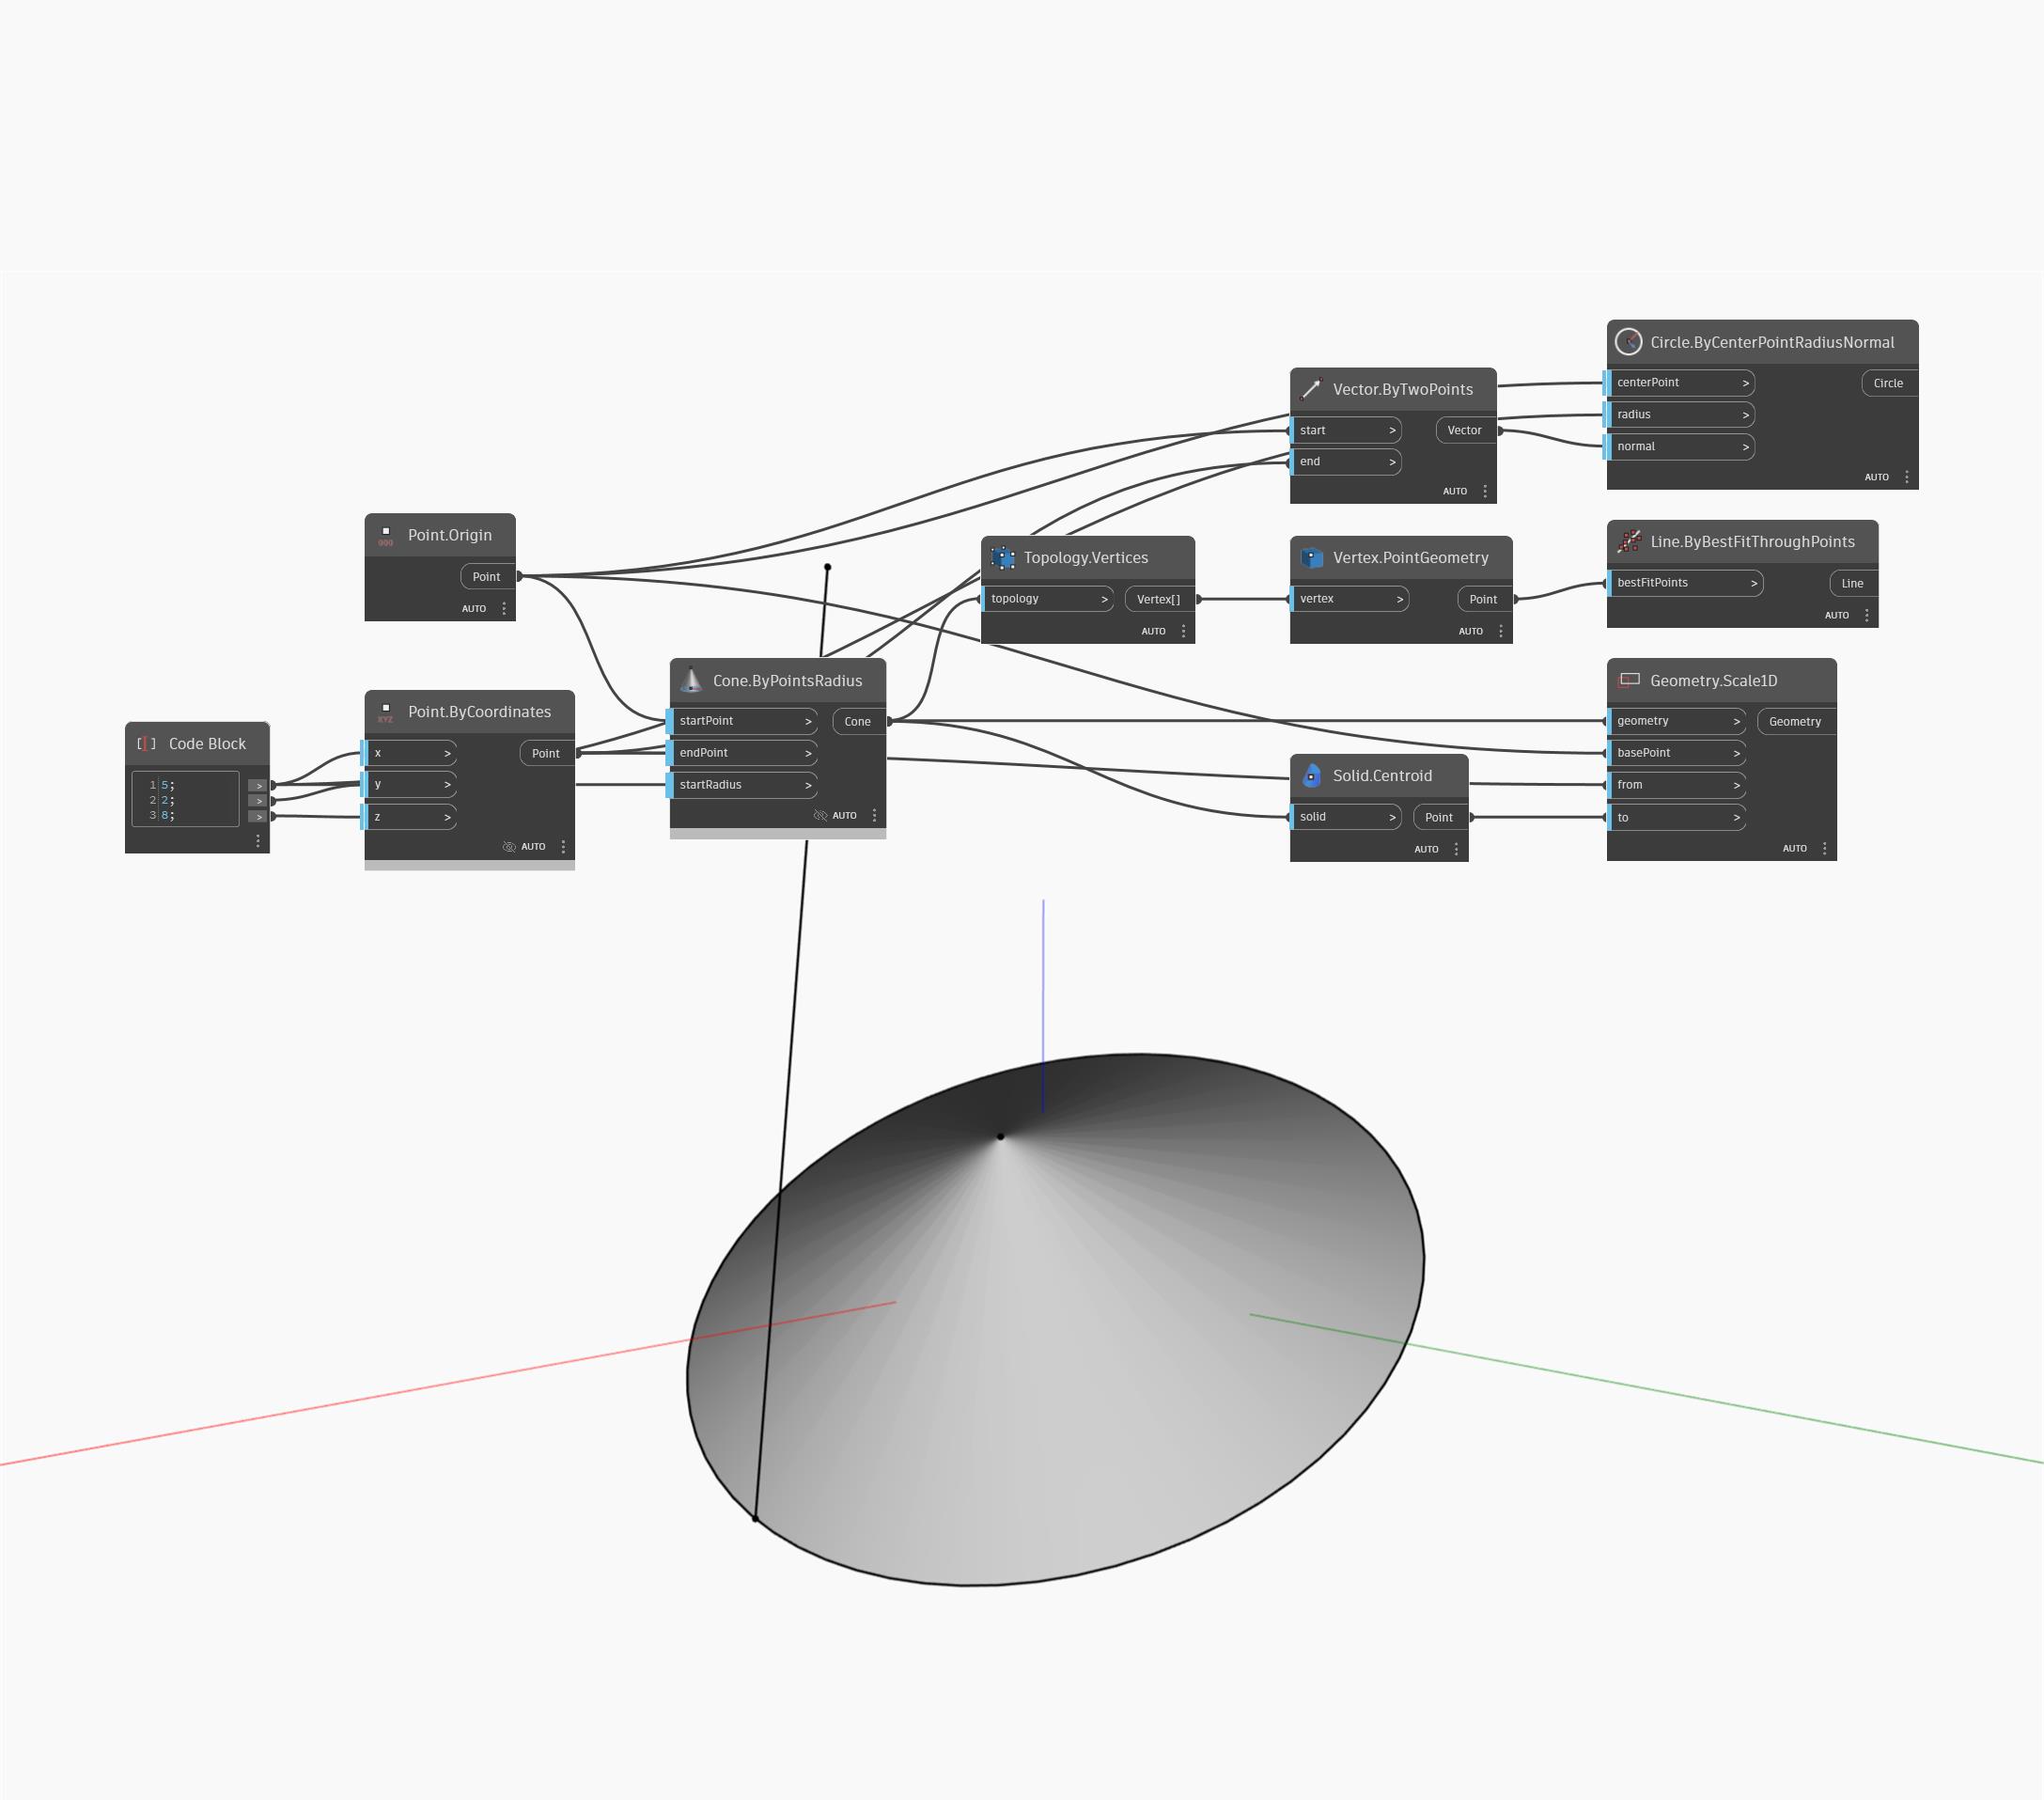 Circle.ByCenterPointRadiusNormal
centerPoint > Circle
radius >
normal >
AUTO
Vector.ByTwoPoints
start > Vector
end >
AUTO
Point.Origin
Point
AUTO
Topology.Vertices
topology > Vertex[]
AUTO
Vertex.PointGeometry
vertex > Point
AUTO
Line.ByBestFitThroughPoints
bestFitPoints > Line
AUTO
Cone.ByPointsRadius
startPoint > Cone
endPoint >
startRadius >
AUTO
Geometry.Scale1D
geometry > Geometry
basePoint >
from >
to >
AUTO
Point.ByCoordinates
XYZ
x > Point
y >
z >
AUTO
Code Block
1 5; >
2 2; >
3 8; >
Solid.Centroid
solid > Point
AUTO